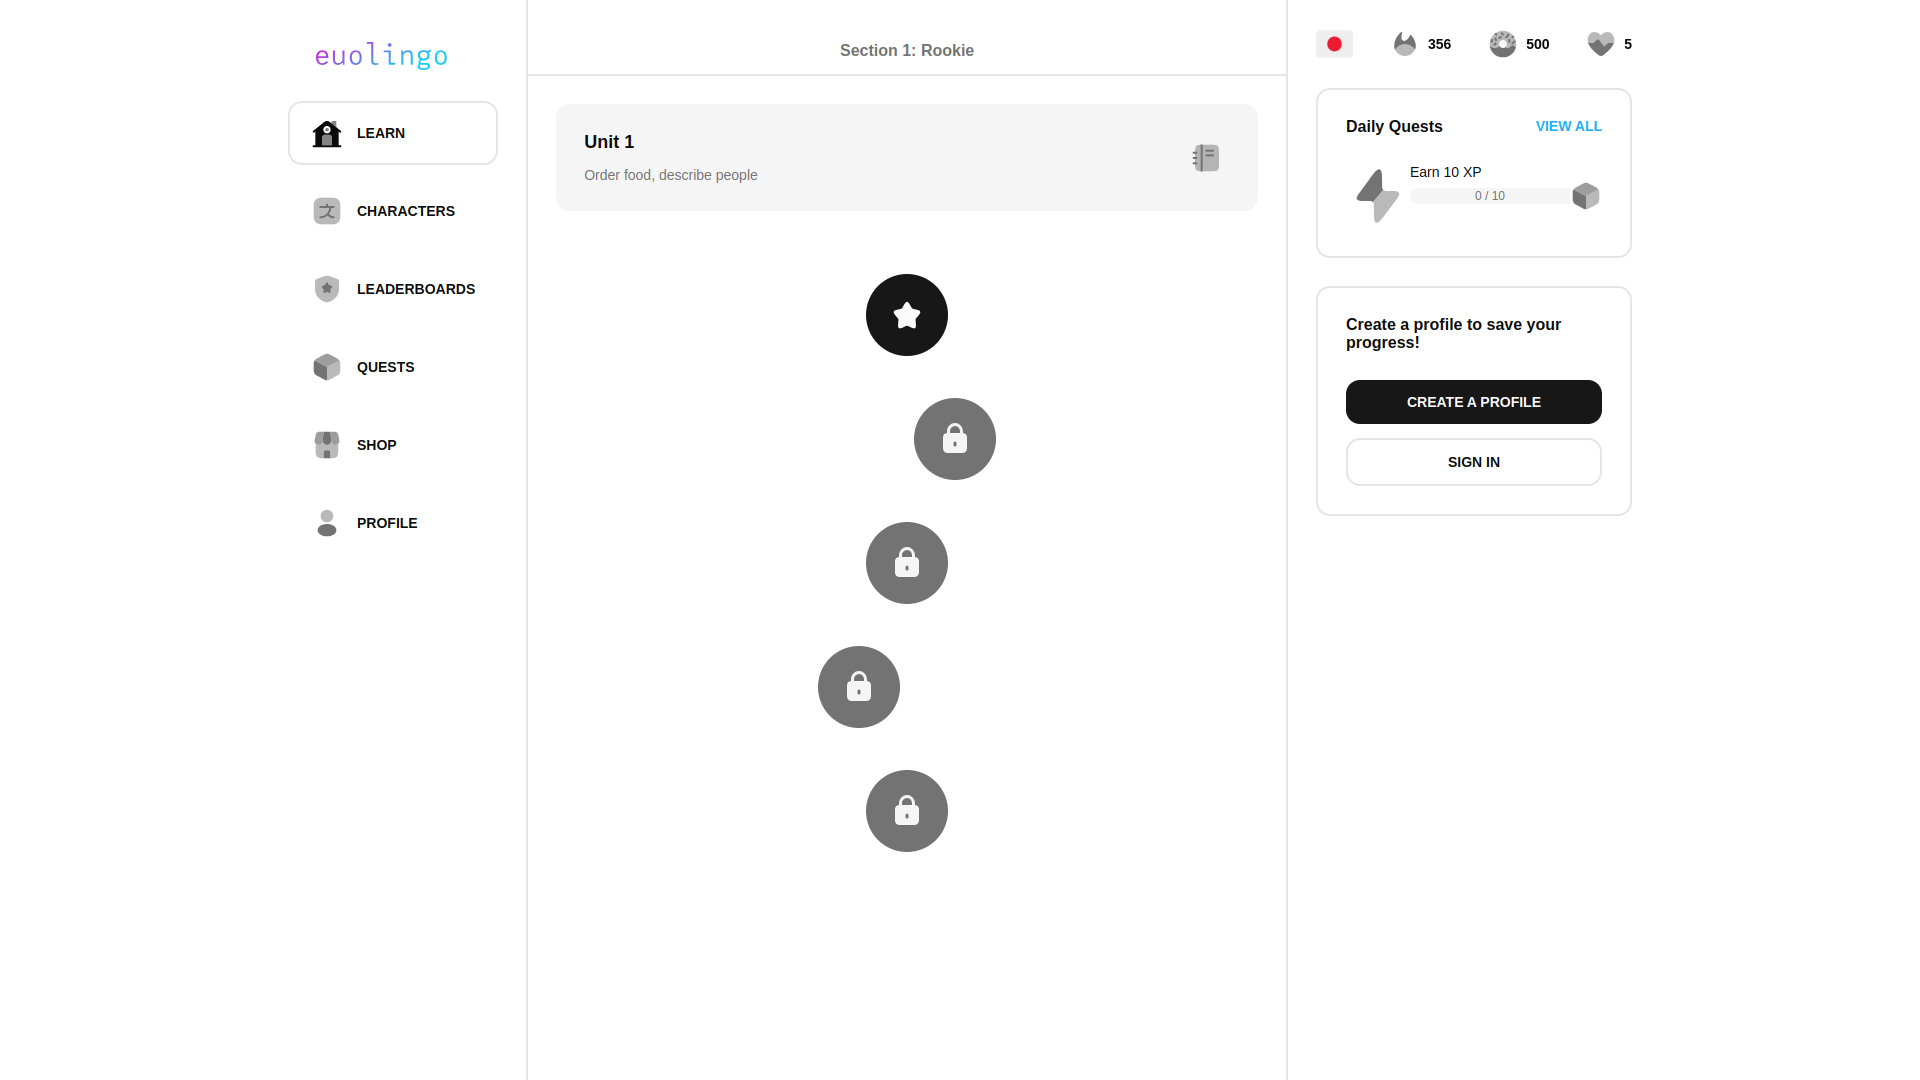 euolingo
LEARN
CHARACTERS
LEADERBOARDS
QUESTS
SHOP
PROFILE
Section 1: Rookie
Unit 1
Order food, describe people
356
500
5
Daily Quests
VIEW ALL
Earn 10 XP
0 / 10
Create a profile to save your
progress!
CREATE A PROFILE
SIGN IN